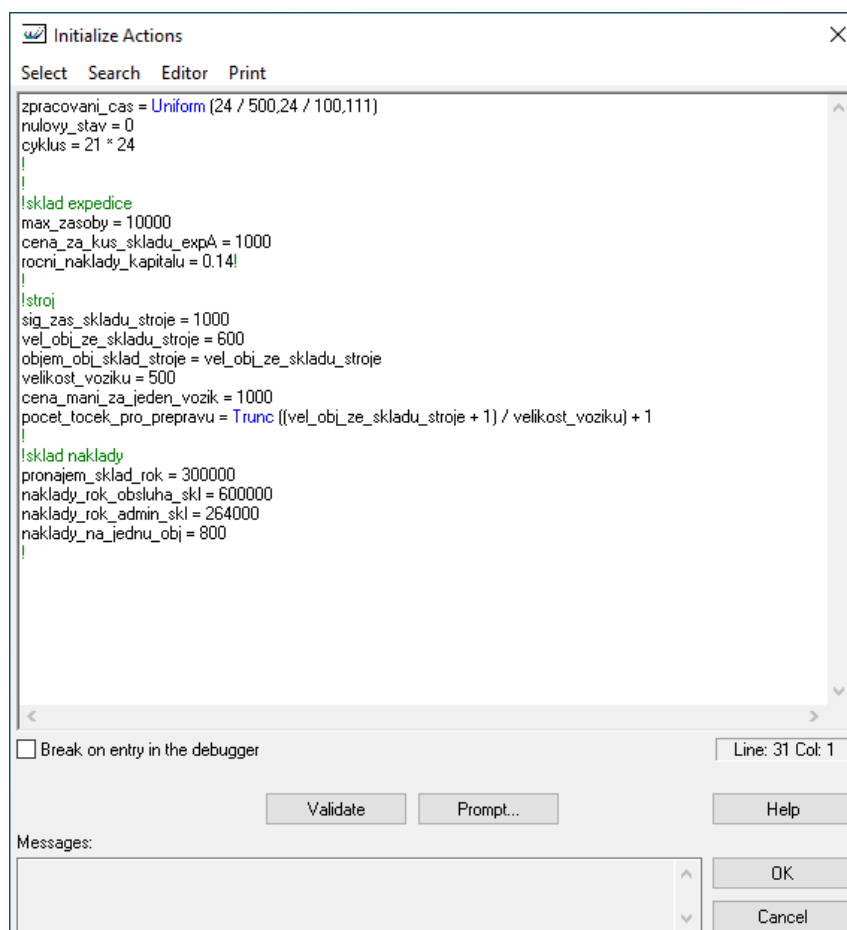 Initialize Actions
Select Search Editor Print
zpracovani_cas = Uniform (24 / 500,24 / 100,111)
nulovy_stav = 0
cyklus = 21 * 24
!
!
!sklad expedice
max_zasoby = 10000
cena_za_kus_skladu_expA = 1000
rocni_naklady_kapitalu = 0.14!
!
!stroj
sig_zas_skladu_stroje = 1000
vel_obj_ze_skladu_stroje = 600
objem_obj_sklad_stroje = vel_obj_ze_skladu_stroje
velikost_voziku = 500
cena_mani_za_jeden_vozik = 1000
pocet_tocek_pro_prepravu = Trunc ((vel_obj_ze_skladu_stroje + 1) / velikost_voziku) + 1
!
!sklad naklady
pronajem_sklad_rok = 300000
naklady_rok_obsluha_skl = 600000
naklady_rok_admin_skl = 264000
naklady_na_jednu_obj = 800
!
Break on entry in the debugger
Line: 31 Col: 1
Validate Prompt... Help
Messages:
OK
Cancel